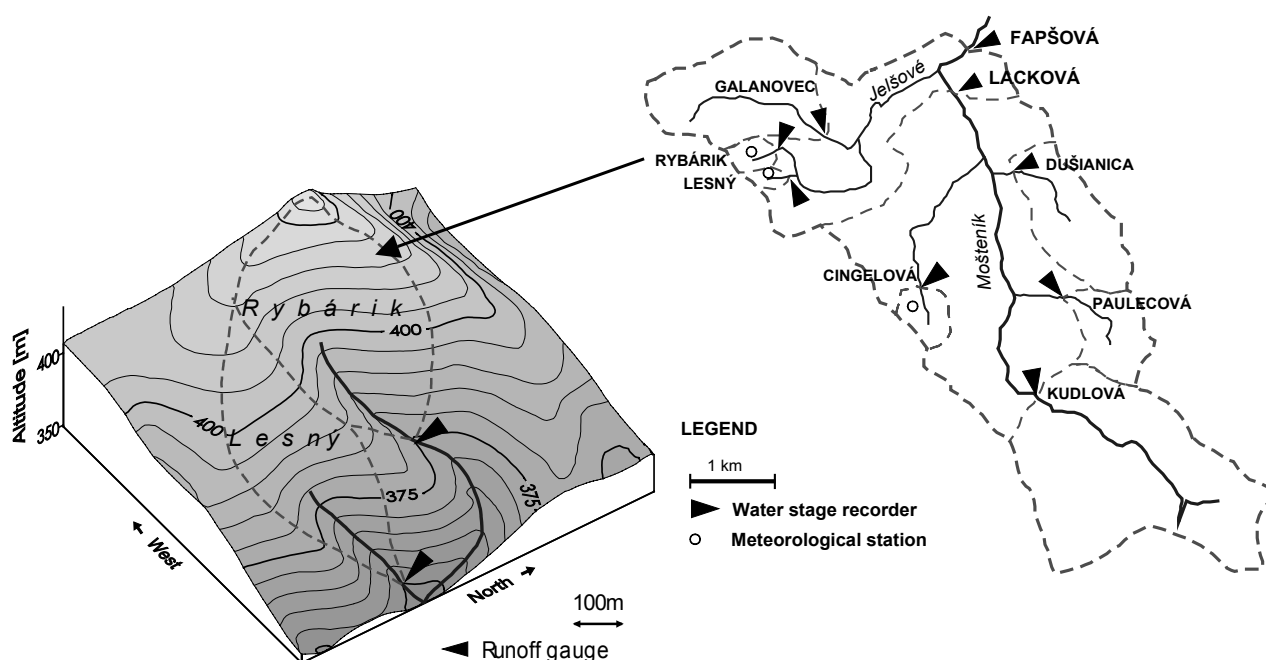 400
Rybárik
400
400
Lesný
375
375
Altitude [m]
400
350
← West
North →
100m
Runoff gauge
FAPŠOVÁ
LACKOVÁ
Jelšové
GALANOVEC
RYBÁRIK
LESNÝ
DUŠIANICA
Mošteník
CINGELOVÁ
PAULECOVÁ
KUDLOVÁ
LEGEND
1 km
Water stage recorder
Meteorological station